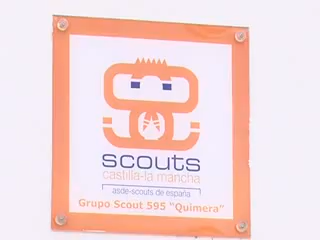 scouts
castilla-la mancha
asde-scouts de españa
Grupo Scout 595 "Quimera"